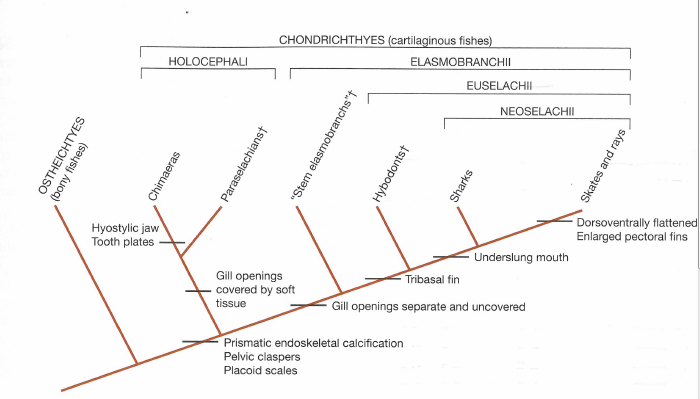 CHONDRICHTHYES (cartilaginous fishes)
HOLOCEPHALI
ELASMOBRANCHII
EUSELACHII
NEOSELACHII
OSTHEICHTYES
(bony fishes)
Chimaeras
Paraselachians†
"Stem elasmobranchs"†
Hybodonts†
Sharks
Skates and rays
Hyostylic jaw
Tooth plates
Dorsoventrally flattened
Enlarged pectoral fins
Underslung mouth
Gill openings
covered by soft
tissue
Tribasal fin
Gill openings separate and uncovered
Prismatic endoskeletal calcification
Pelvic claspers
Placoid scales